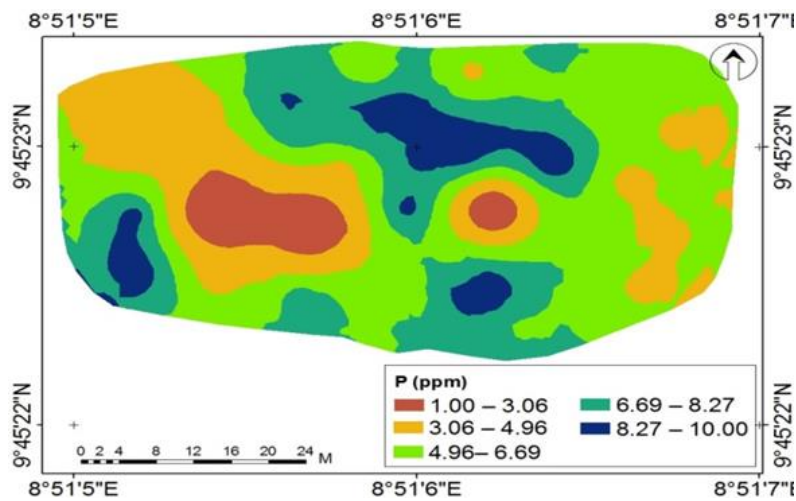 8°51'5"E 8°51'6"E 8°51'7"E
9°45'23"N 9°45'23"N
P (ppm)
1.00 – 3.06 6.69 – 8.27
3.06 – 4.96 8.27 – 10.00
4.96– 6.69
9°45'22"N 9°45'22"N
0 2 4 8 12 16 20 24 M
8°51'5"E 8°51'6"E 8°51'7"E